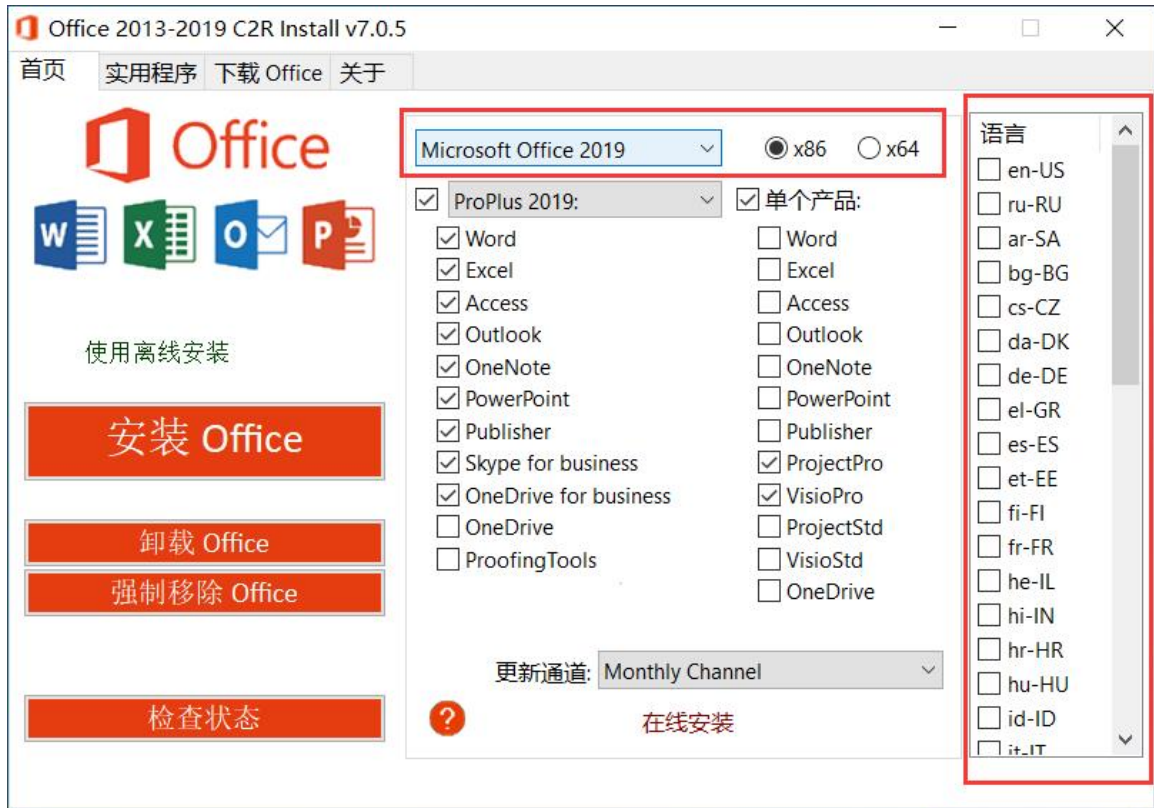 Office 2013-2019 C2R Install v7.0.5
首页 实用程序 下载 Office 关于
Office
W X O P
使用离线安装
安装 Office
卸载 Office
强制移除 Office
检查状态
Microsoft Office 2019 x86 x64
ProPlus 2019:
Word
Excel
Access
Outlook
OneNote
PowerPoint
Publisher
Skype for business
OneDrive for business
OneDrive
ProofingTools
单个产品:
Word
Excel
Access
Outlook
OneNote
PowerPoint
Publisher
ProjectPro
VisioPro
ProjectStd
VisioStd
OneDrive
更新通道: Monthly Channel
? 在线安装
语言
en-US
ru-RU
ar-SA
bg-BG
cs-CZ
da-DK
de-DE
el-GR
es-ES
et-EE
fi-FI
fr-FR
he-IL
hi-IN
hr-HR
hu-HU
id-ID
it-IT